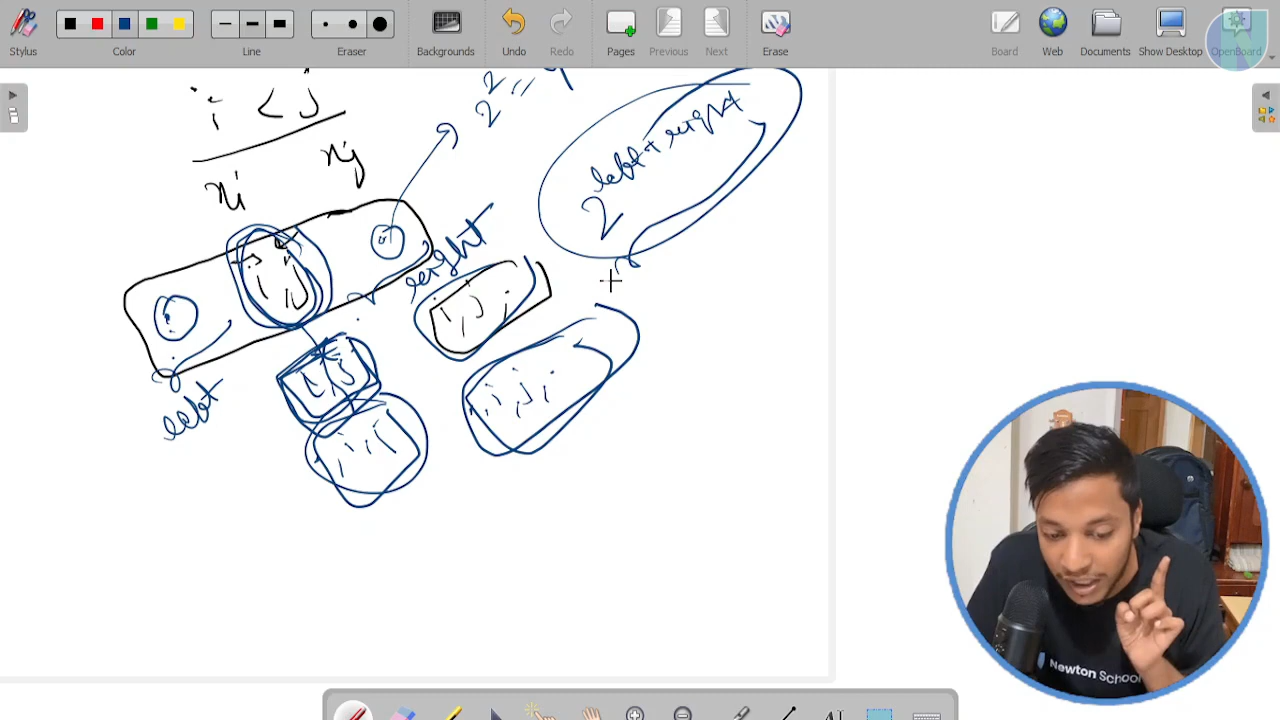 Stylus
Color
Line
Eraser
Backgrounds
Undo
Redo
Pages
Previous
Next
Erase
Board
Web
Documents
Show Desktop
OpenBoard
i < j
2² =
xi xj
2^left + right
i j
right
left
i, j
i, j
i, j
Newton School